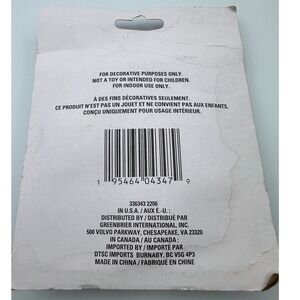 FOR DECORATIVE PURPOSES ONLY.
NOT A TOY OR INTENDED FOR CHILDREN.
FOR INDOOR USE ONLY.
À DES FINS DÉCORATIVES SEULEMENT.
CE PRODUIT N'EST PAS UN JOUET ET NE CONVIENT PAS AUX ENFANTS.
CONÇU UNIQUEMENT POUR USAGE INTÉRIEUR.
1 95464 04347 9
336343 2206
IN U.S.A. / AUX É.-U. :
DISTRIBUTED BY / DISTRIBUÉ PAR
GREENBRIER INTERNATIONAL, INC.
500 VOLVO PARKWAY, CHESAPEAKE, VA 23320
IN CANADA / AU CANADA :
IMPORTED BY / IMPORTÉ PAR :
DTSC IMPORTS BURNABY, BC V5G 4P3
MADE IN CHINA / FABRIQUÉ EN CHINE